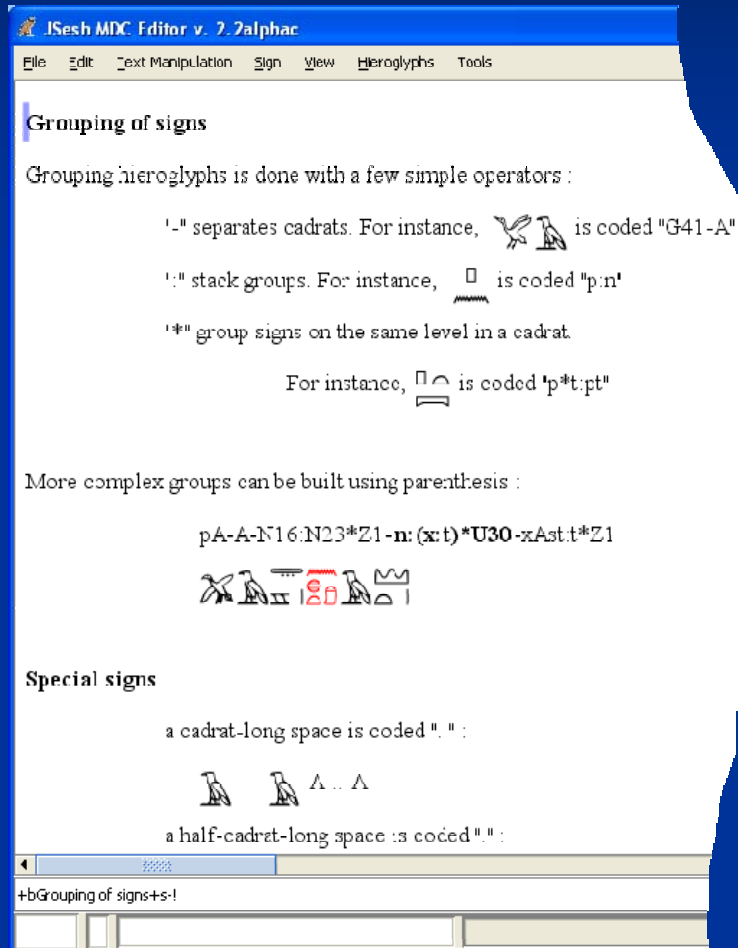 JSesh MDC Editor v. 2.2alphac
File Edit Text Manipulation Sign View Hieroglyphs Tools
Grouping of signs
Grouping hieroglyphs is done with a few simple operators :
"-" separates cadrats. For instance, 𓅯𓄿 is coded "G41-A"
":" stack groups. For instance, 𓊪𓈖 is coded "p:n"
"*" group signs on the same level in a cadrat.
For instance, 𓊪𓏏𓇯 is coded "p*t:pt"
More complex groups can be built using parenthesis :
pA-A-N16:N23*Z1-n:(x:t)*U30-xAst:t*Z1
𓅮𓄿𓇾𓈇𓏤𓈖𓐍𓏏𓍘𓄿𓈉𓏏𓏤
Special signs
a cadrat-long space is coded ".." :
𓄿 𓄿 A .. A
a half-cadrat-long space is coded "." :
+bGrouping of signs+s-!